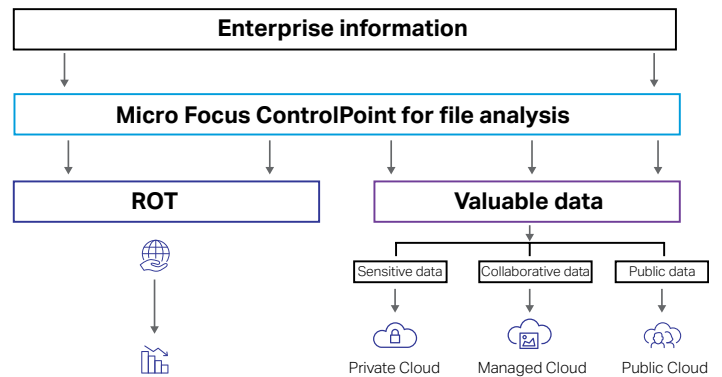 Enterprise information
Micro Focus ControlPoint for file analysis
ROT
Valuable data
Sensitive data
Collaborative data
Public data
Private Cloud
Managed Cloud
Public Cloud